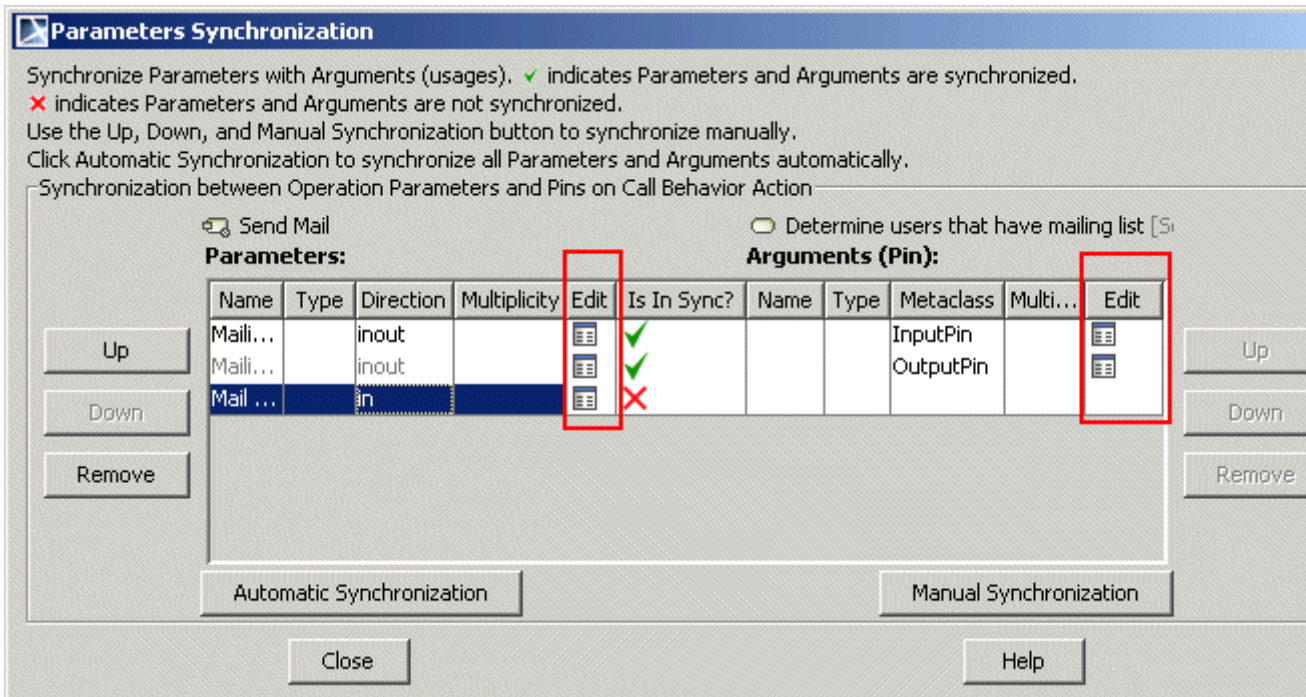 Parameters Synchronization
Synchronize Parameters with Arguments (usages). ✓ indicates Parameters and Arguments are synchronized.
✗ indicates Parameters and Arguments are not synchronized.
Use the Up, Down, and Manual Synchronization button to synchronize manually.
Click Automatic Synchronization to synchronize all Parameters and Arguments automatically.
Synchronization between Operation Parameters and Pins on Call Behavior Action
Send Mail Determine users that have mailing list
Parameters: Arguments (Pin):
Name Type Direction Multiplicity Edit Is In Sync? Name Type Metaclass Multi... Edit
Maili... inout InputPin
Up Up
Maili... inout OutputPin
Mail ... in
Down Down
Remove Remove
Automatic Synchronization Manual Synchronization
Close Help